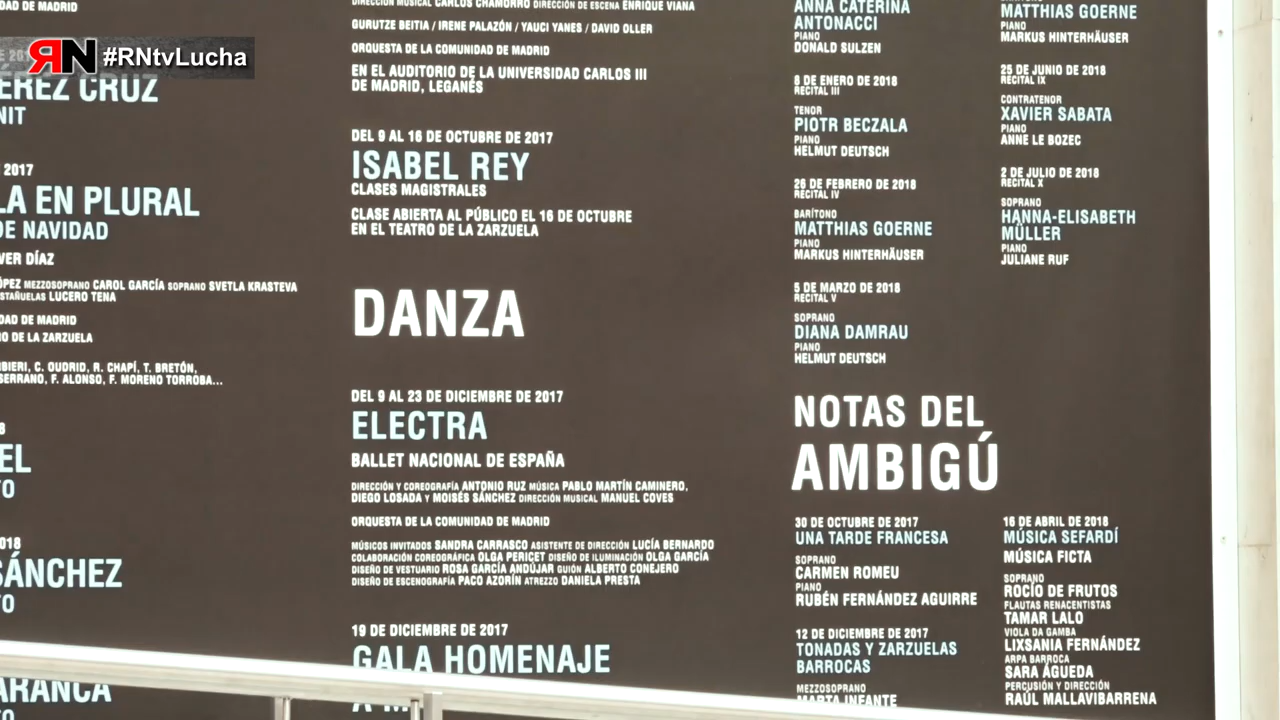 RN #RNtvLucha
DAD DE MADRID
ÉREZ CRUZ
NIT
2017
LA EN PLURAL
DE NAVIDAD
VER DÍAZ
ÓPEZ MEZZOSOPRANO CAROL GARCÍA SOPRANO SVETLA KRASTEVA
STAÑUELAS LUCERO TENA
DAD DE MADRID
O DE LA ZARZUELA
RBIERI, C. OUDRID, R. CHAPÍ, T. BRETÓN,
SERRANO, F. ALONSO, F. MORENO TORROBA...
8
EL
TO
018
SÁNCHEZ
TO
ARANCA
DIRECCIÓN MUSICAL CARLOS CHAMORRO DIRECCIÓN DE ESCENA ENRIQUE VIANA
GURUTZE BEITIA / IRENE PALAZÓN / YAUCI YANES / DAVID OLLER
ORQUESTA DE LA COMUNIDAD DE MADRID
EN EL AUDITORIO DE LA UNIVERSIDAD CARLOS III
DE MADRID, LEGANÉS
DEL 9 AL 16 DE OCTUBRE DE 2017
ISABEL REY
CLASES MAGISTRALES
CLASE ABIERTA AL PÚBLICO EL 16 DE OCTUBRE
EN EL TEATRO DE LA ZARZUELA
DANZA
DEL 9 AL 23 DE DICIEMBRE DE 2017
ELECTRA
BALLET NACIONAL DE ESPAÑA
DIRECCIÓN Y COREOGRAFÍA ANTONIO RUZ MÚSICA PABLO MARTÍN CAMINERO,
DIEGO LOSADA Y MOISÉS SÁNCHEZ DIRECCIÓN MUSICAL MANUEL COVES
ORQUESTA DE LA COMUNIDAD DE MADRID
MÚSICOS INVITADOS SANDRA CARRASCO ASISTENTE DE DIRECCIÓN LUCÍA BERNARDO
COLABORACIÓN COREOGRÁFICA OLGA PERICET DISEÑO DE ILUMINACIÓN OLGA GARCÍA
DISEÑO DE VESTUARIO ROSA GARCÍA ANDÚJAR GUIÓN ALBERTO CONEJERO
DISEÑO DE ESCENOGRAFÍA PACO AZORÍN ATREZZO DANIELA PRESTA
19 DE DICIEMBRE DE 2017
GALA HOMENAJE
ANNA CATERINA
ANTONACCI
PIANO
DONALD SULZEN
8 DE ENERO DE 2018
RECITAL III
TENOR
PIOTR BECZALA
PIANO
HELMUT DEUTSCH
26 DE FEBRERO DE 2018
RECITAL IV
BARÍTONO
MATTHIAS GOERNE
PIANO
MARKUS HINTERHÄUSER
5 DE MARZO DE 2018
RECITAL V
SOPRANO
DIANA DAMRAU
PIANO
HELMUT DEUTSCH
MATTHIAS GOERNE
PIANO
MARKUS HINTERHÄUSER
25 DE JUNIO DE 2018
RECITAL IX
CONTRATENOR
XAVIER SABATA
PIANO
ANNE LE BOZEC
2 DE JULIO DE 2018
RECITAL X
SOPRANO
HANNA-ELISABETH
MÜLLER
PIANO
JULIANE RUF
NOTAS DEL
AMBIGÚ
30 DE OCTUBRE DE 2017
UNA TARDE FRANCESA
SOPRANO
CARMEN ROMEU
PIANO
RUBÉN FERNÁNDEZ AGUIRRE
12 DE DICIEMBRE DE 2017
TONADAS Y ZARZUELAS
BARROCAS
MEZZOSOPRANO
MARTA INFANTE
16 DE ABRIL DE 2018
MÚSICA SEFARDÍ
MÚSICA FICTA
SOPRANO
ROCÍO DE FRUTOS
FLAUTAS RENACENTISTAS
TAMAR LALO
VIOLA DA GAMBA
LIXSANIA FERNÁNDEZ
ARPA BARROCA
SARA ÁGUEDA
PERCUSIÓN Y DIRECCIÓN
RAÚL MALLAVIBARRENA